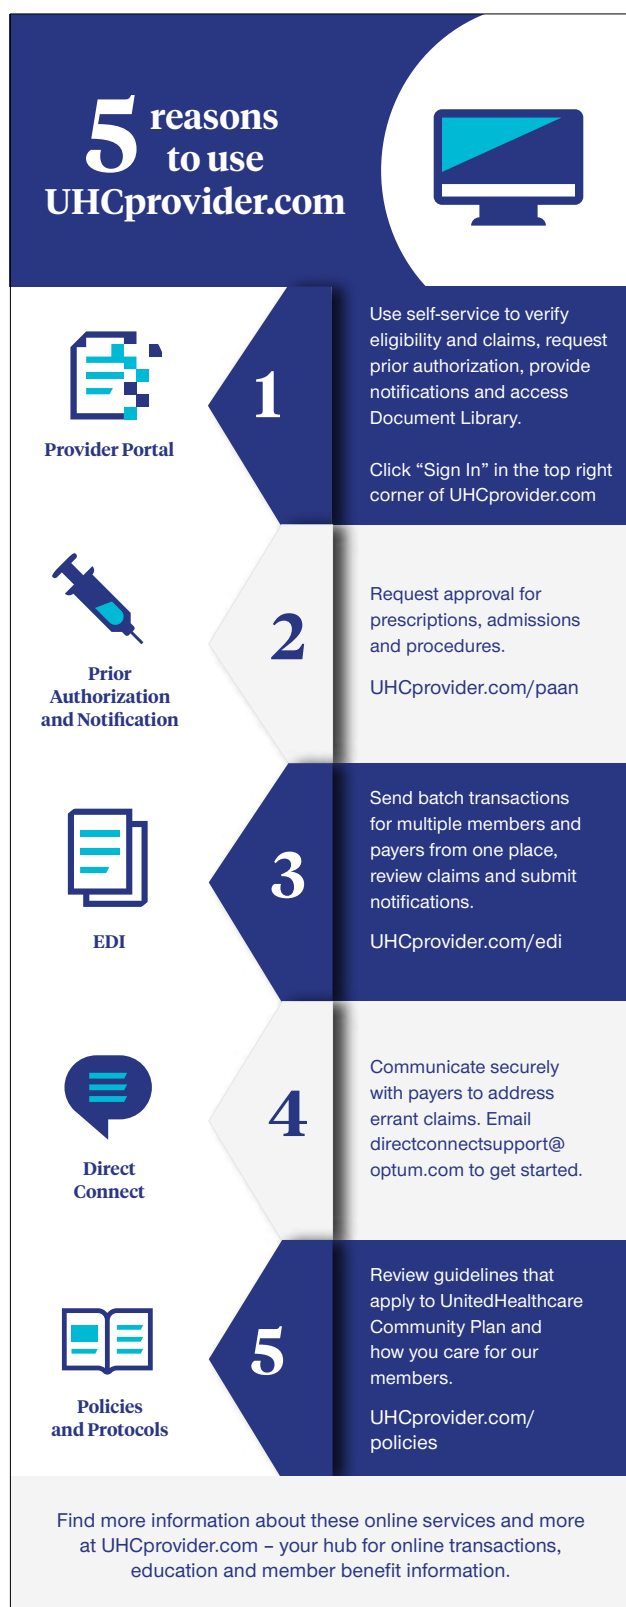 5 reasons
to use
UHCprovider.com
Provider Portal
1
Use self-service to verify
eligibility and claims, request
prior authorization, provide
notifications and access
Document Library.
Click “Sign In” in the top right
corner of UHCprovider.com
Prior
Authorization
and Notification
2
Request approval for
prescriptions, admissions
and procedures.
UHCprovider.com/paan
EDI
3
Send batch transactions
for multiple members and
payers from one place,
review claims and submit
notifications.
UHCprovider.com/edi
Direct
Connect
4
Communicate securely
with payers to address
errant claims. Email
directconnectsupport@
optum.com to get started.
Policies
and Protocols
5
Review guidelines that
apply to UnitedHealthcare
Community Plan and
how you care for our
members.
UHCprovider.com/
policies
Find more information about these online services and more
at UHCprovider.com – your hub for online transactions,
education and member benefit information.